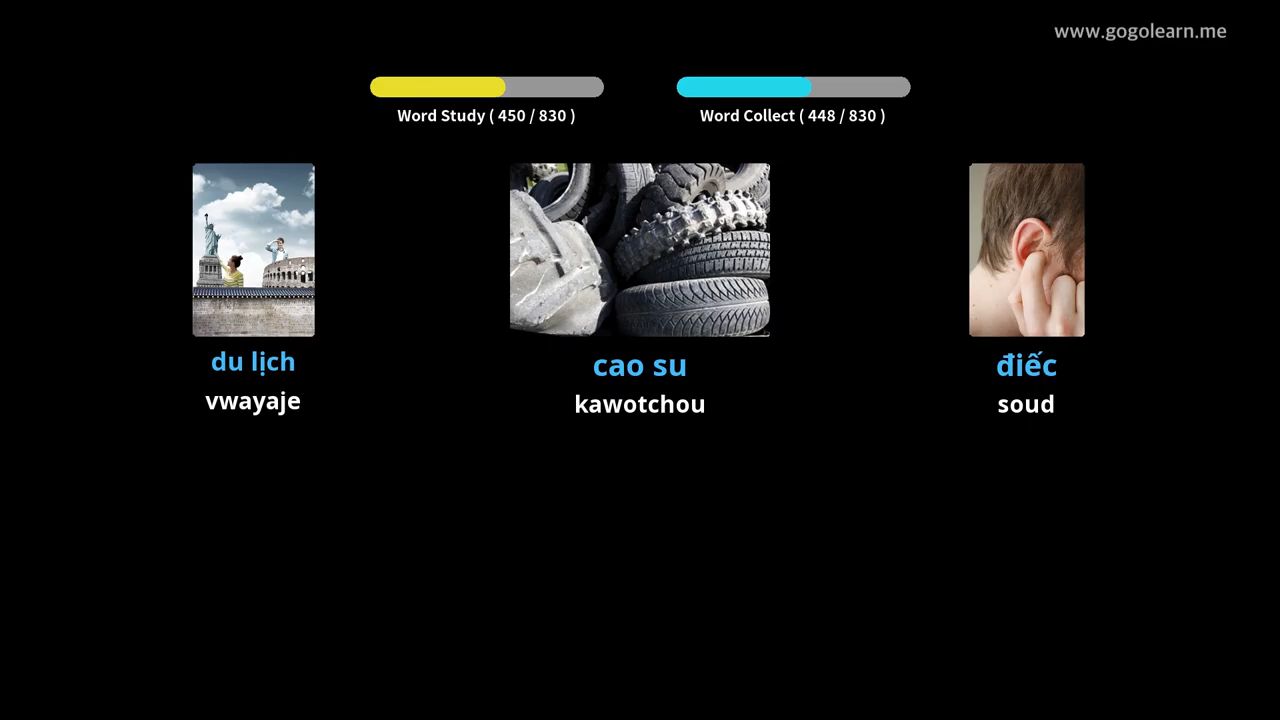 www.gogolearn.me
Word Study ( 450 / 830 )
Word Collect ( 448 / 830 )
du lịch
vwayaje
cao su
kawotchou
điếc
soud